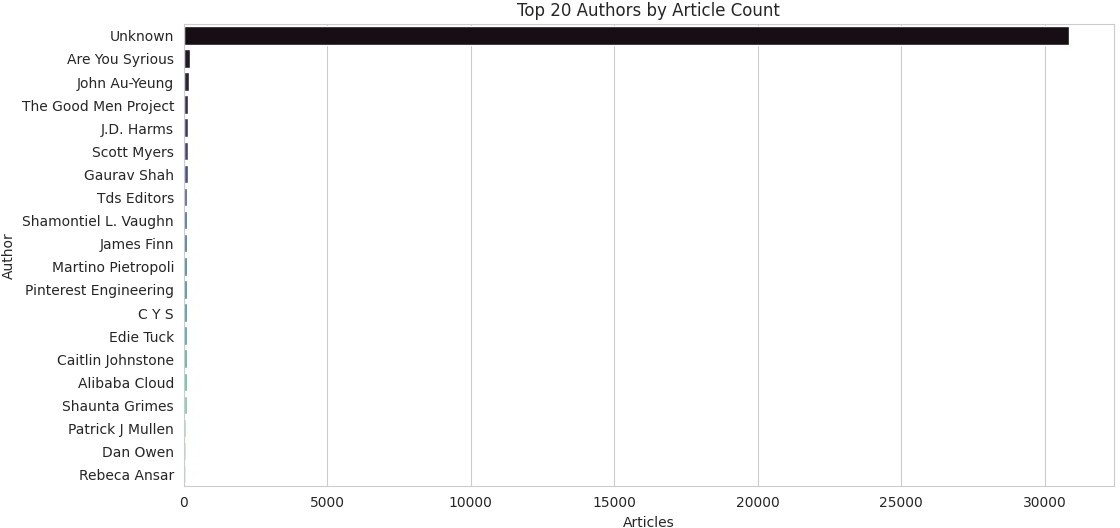 Top 20 Authors by Article Count
Unknown
Are You Syrious
John Au-Yeung
The Good Men Project
J.D. Harms
Scott Myers
Gaurav Shah
Tds Editors
Shamontiel L. Vaughn
James Finn
Martino Pietropoli
Pinterest Engineering
C Y S
Edie Tuck
Caitlin Johnstone
Alibaba Cloud
Shaunta Grimes
Patrick J Mullen
Dan Owen
Rebeca Ansar
Author
0 5000 10000 15000 20000 25000 30000
Articles